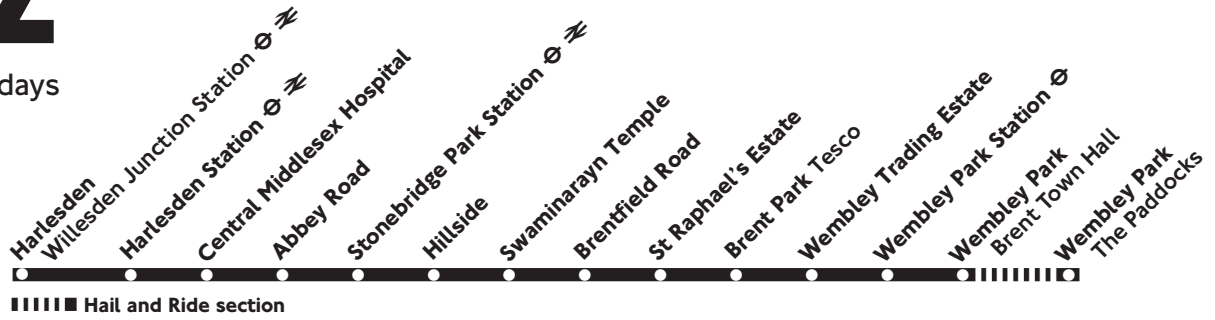 days
Harlesden
Willesden Junction Station
Harlesden Station
Central Middlesex Hospital
Abbey Road
Stonebridge Park Station
Hillside
Swaminarayn Temple
Brentfield Road
St Raphael's Estate
Brent Park Tesco
Wembley Trading Estate
Wembley Park Station
Wembley Park
Brent Town Hall
Wembley Park
The Paddocks
Hail and Ride section